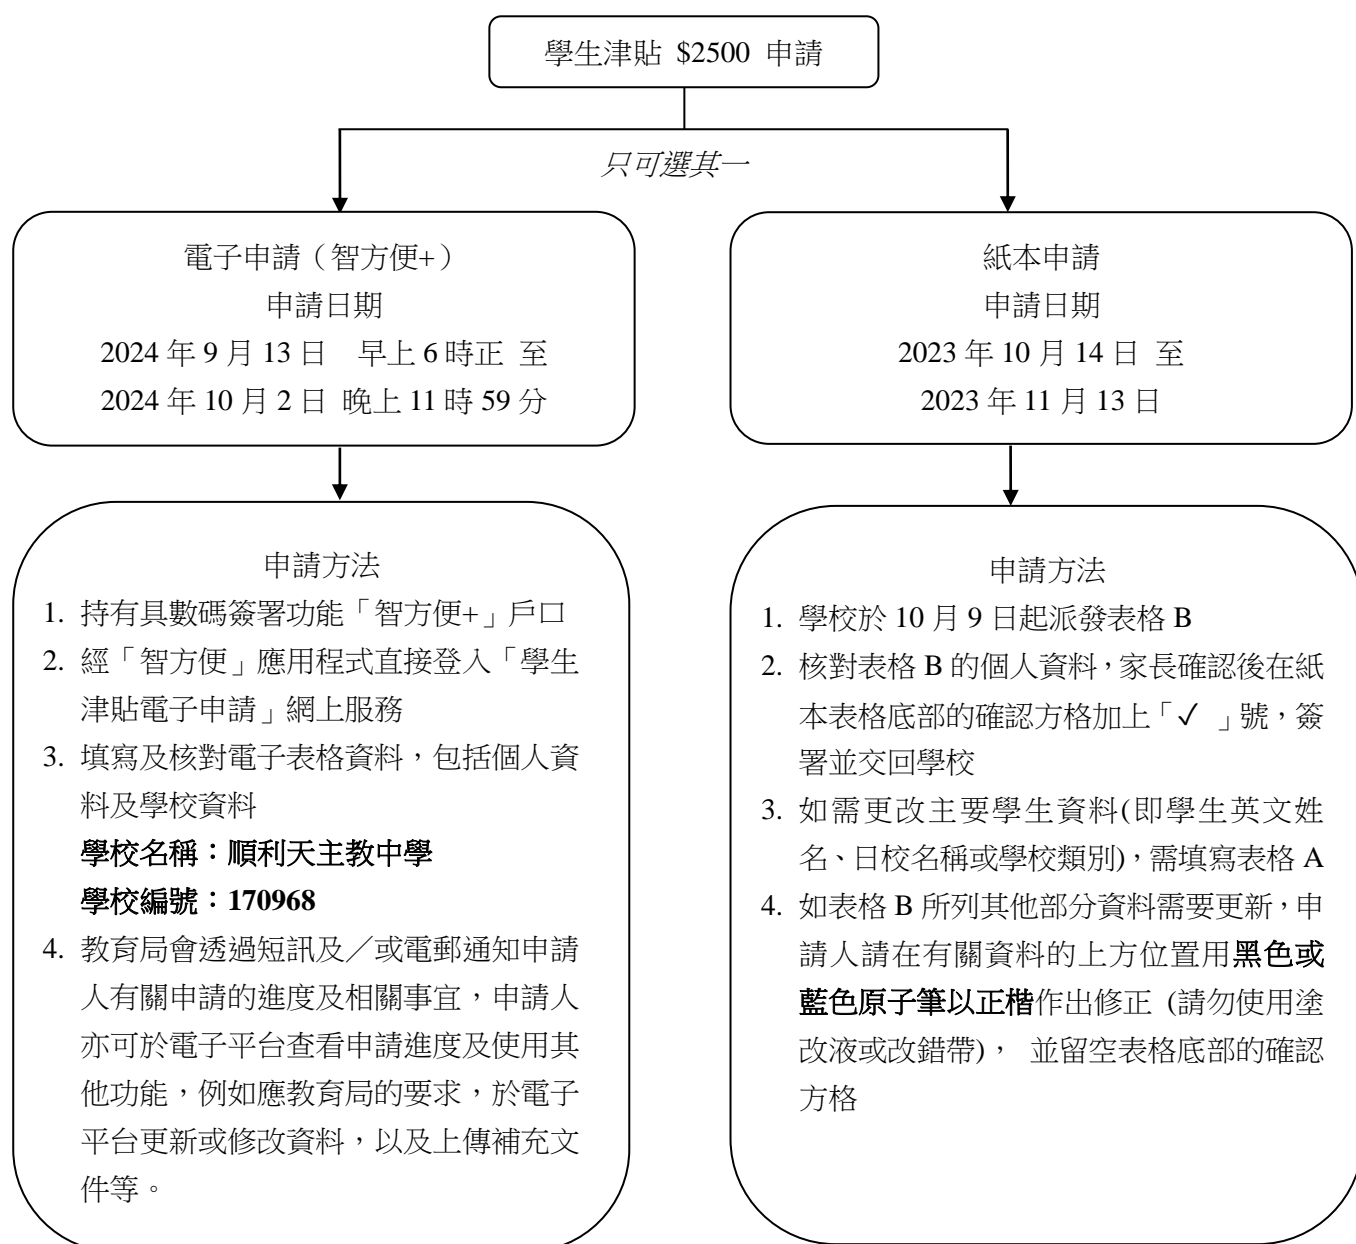 學生津貼 $2500 申請
只可選其一
電子申請（智方便+）
申請日期
2024 年 9 月 13 日 早上 6 時正 至
2024 年 10 月 2 日 晚上 11 時 59 分
紙本申請
申請日期
2023 年 10 月 14 日 至
2023 年 11 月 13 日
申請方法
1. 持有具數碼簽署功能「智方便+」戶口
2. 經「智方便」應用程式直接登入「學生
津貼電子申請」網上服務
3. 填寫及核對電子表格資料，包括個人資
料及學校資料
學校名稱：順利天主教中學
學校編號：170968
4. 教育局會透過短訊及／或電郵通知申請
人有關申請的進度及相關事宜，申請人
亦可於電子平台查看申請進度及使用其
他功能，例如應教育局的要求，於電子
平台更新或修改資料，以及上傳補充文
件等。
申請方法
1. 學校於 10 月 9 日起派發表格 B
2. 核對表格 B 的個人資料，家長確認後在紙
本表格底部的確認方格加上「✓ 」號，簽
署並交回學校
3. 如需更改主要學生資料(即學生英文姓
名、日校名稱或學校類別)，需填寫表格 A
4. 如表格 B 所列其他部分資料需要更新，申
請人請在有關資料的上方位置用黑色或
藍色原子筆以正楷作出修正 (請勿使用塗
改液或改錯帶)， 並留空表格底部的確認
方格